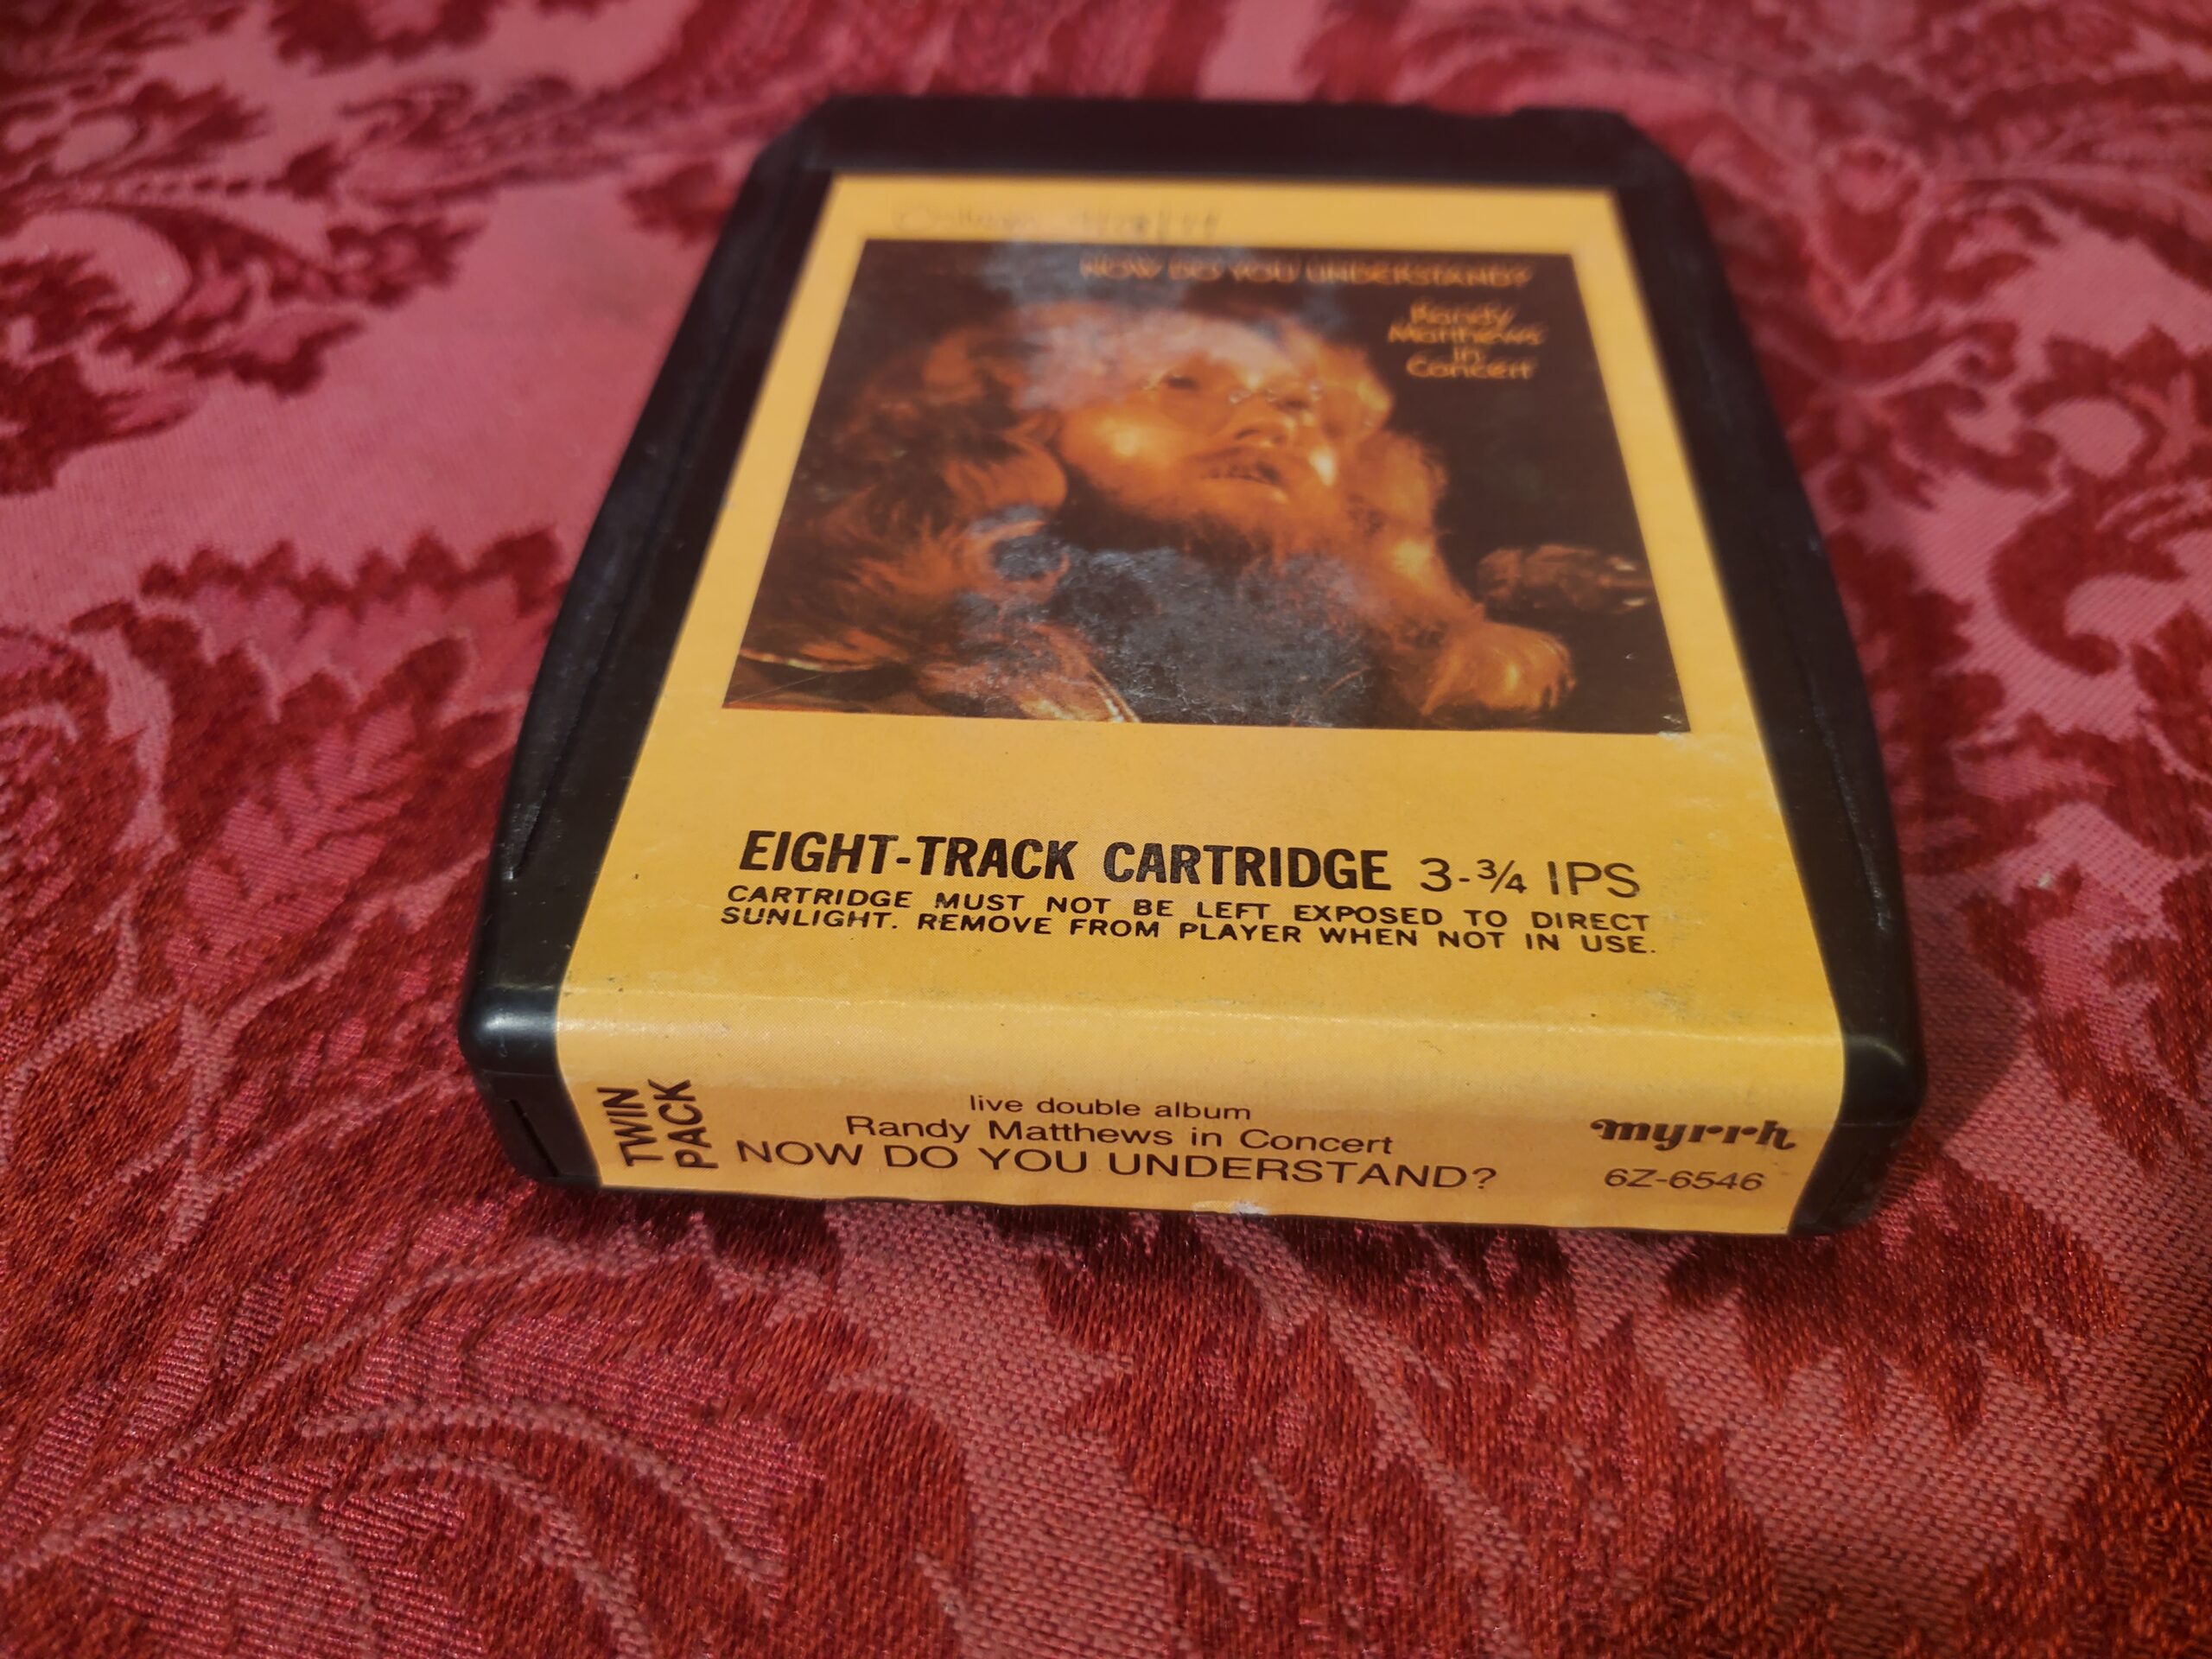 NOW DO YOU UNDERSTAND?
Randy
Matthews
in
Concert
EIGHT-TRACK CARTRIDGE 3-¾ IPS
CARTRIDGE MUST NOT BE LEFT EXPOSED TO DIRECT
SUNLIGHT. REMOVE FROM PLAYER WHEN NOT IN USE.
TWIN
PACK
live double album
Randy Matthews in Concert
NOW DO YOU UNDERSTAND?
myrrh
6Z-6546